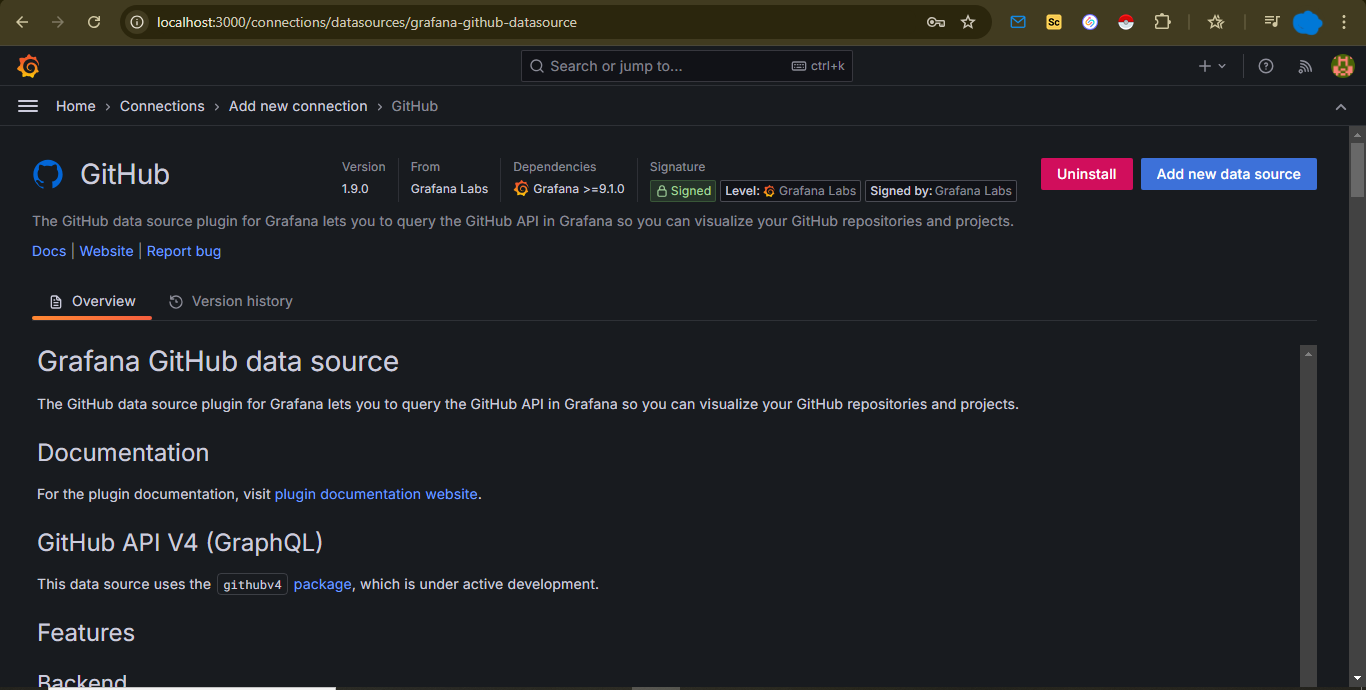 localhost:3000/connections/datasources/grafana-github-datasource
Sc
Search or jump to...
ctrl+k
Home › Connections › Add new connection › GitHub
GitHub
Version
1.9.0
From
Grafana Labs
Dependencies
Grafana >=9.1.0
Signature
Signed
Level: Grafana Labs
Signed by: Grafana Labs
Uninstall
Add new data source
The GitHub data source plugin for Grafana lets you to query the GitHub API in Grafana so you can visualize your GitHub repositories and projects.
Docs | Website | Report bug
Overview
Version history
Grafana GitHub data source
The GitHub data source plugin for Grafana lets you to query the GitHub API in Grafana so you can visualize your GitHub repositories and projects.
Documentation
For the plugin documentation, visit plugin documentation website.
GitHub API V4 (GraphQL)
This data source uses the githubv4 package, which is under active development.
Features
Backend